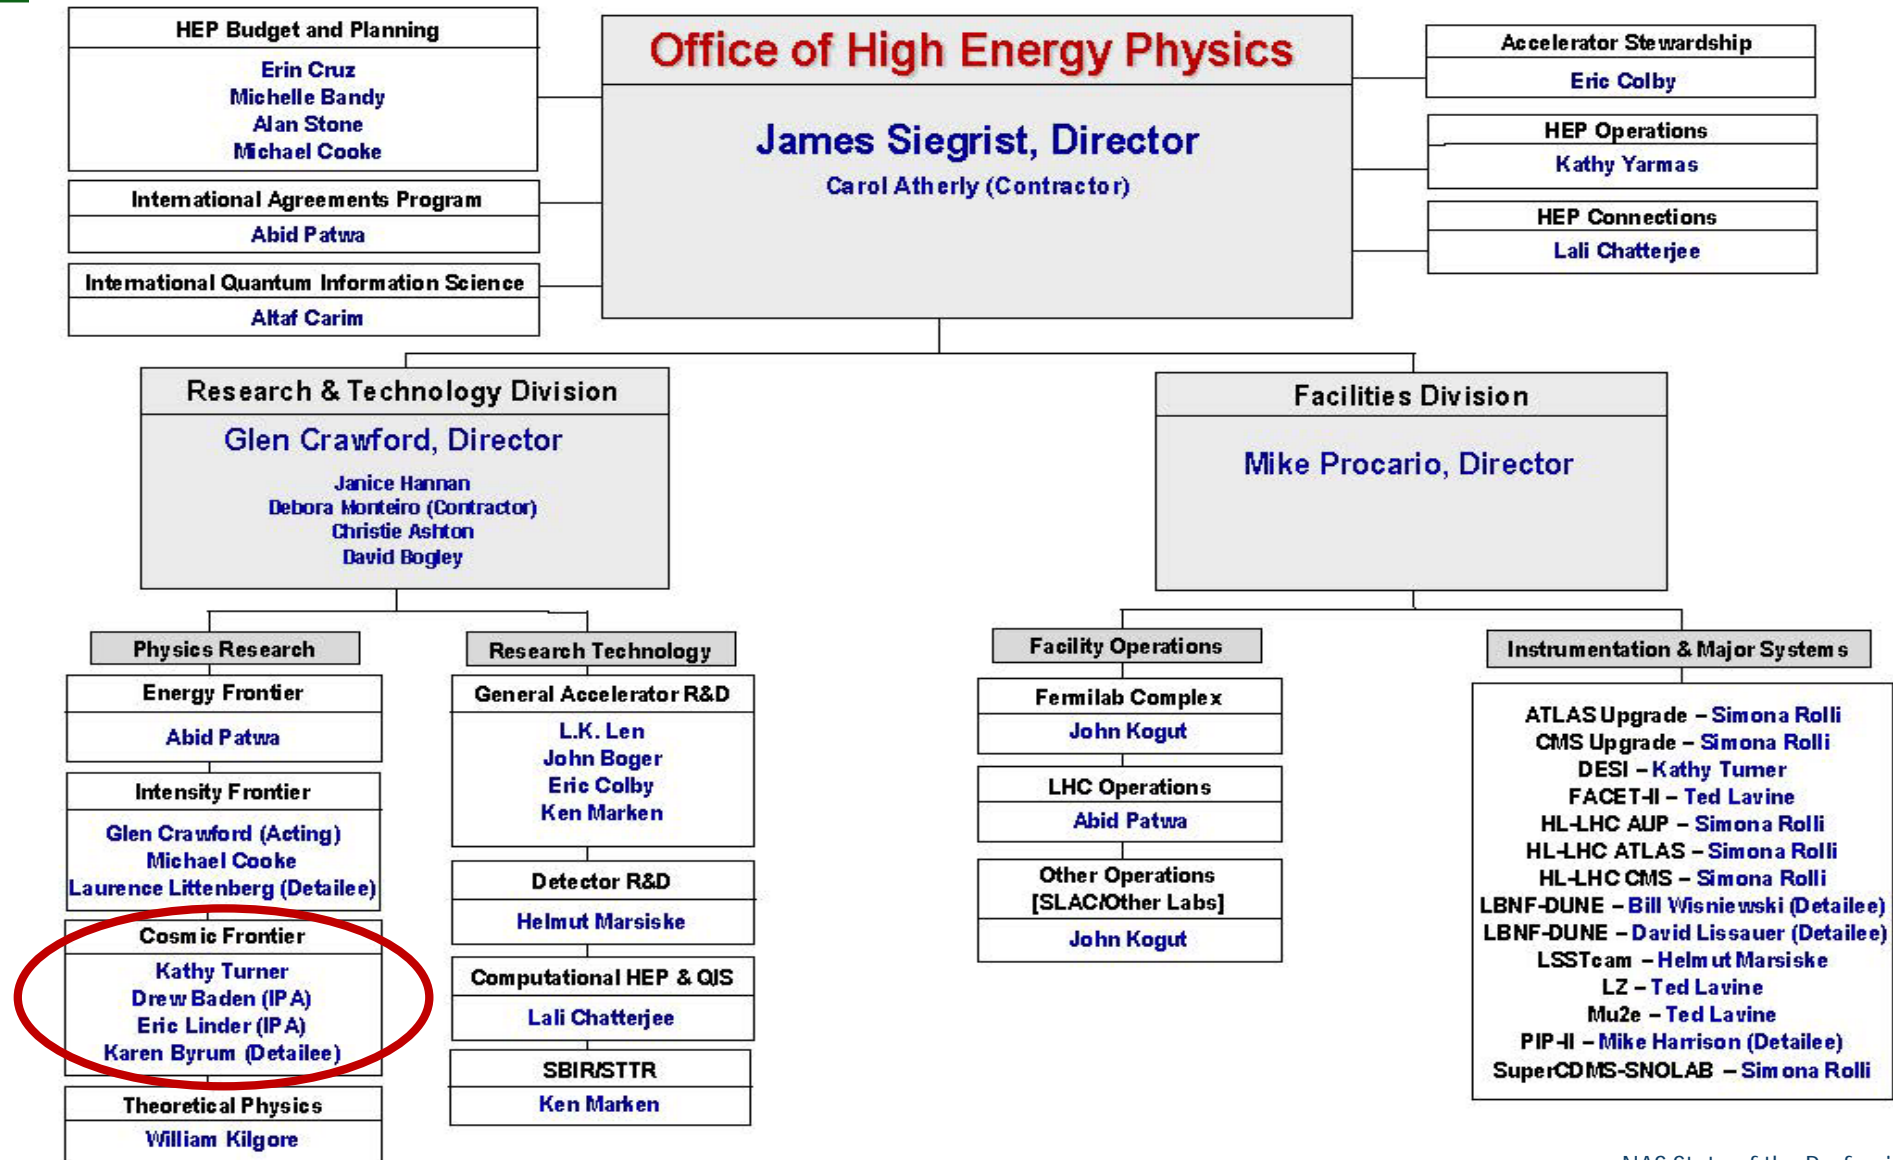 HEP Budget and Planning
Erin Cruz
Michelle Bandy
Alan Stone
Michael Cooke
International Agreements Program
Abid Patwa
International Quantum Information Science
Altaf Carim
Office of High Energy Physics
James Siegrist, Director
Carol Atherly (Contractor)
Accelerator Stewardship
Eric Colby
HEP Operations
Kathy Yarmas
HEP Connections
Lali Chatterjee
Research & Technology Division
Glen Crawford, Director
Janice Hannan
Debora Monteiro (Contractor)
Christie Ashton
David Bogley
Facilities Division
Mike Procario, Director
Physics Research
Energy Frontier
Abid Patwa
Intensity Frontier
Glen Crawford (Acting)
Michael Cooke
Laurence Littenberg (Detailee)
Cosmic Frontier
Kathy Turner
Drew Baden (IPA)
Eric Linder (IPA)
Karen Byrum (Detailee)
Theoretical Physics
William Kilgore
Research Technology
General Accelerator R&D
L.K. Len
John Boger
Eric Colby
Ken Marken
Detector R&D
Helmut Marsiske
Computational HEP & QIS
Lali Chatterjee
SBIR/STTR
Ken Marken
Facility Operations
Fermilab Complex
John Kogut
LHC Operations
Abid Patwa
Other Operations
[SLAC/Other Labs]
John Kogut
Instrumentation & Major Systems
ATLAS Upgrade – Simona Rolli
CMS Upgrade – Simona Rolli
DESI – Kathy Turner
FACET-II – Ted Lavine
HL-LHC AUP – Simona Rolli
HL-LHC ATLAS – Simona Rolli
HL-LHC CMS – Simona Rolli
LBNF-DUNE – Bill Wisniewski (Detailee)
LBNF-DUNE – David Lissauer (Detailee)
LSSTcam – Helmut Marsiske
LZ – Ted Lavine
Mu2e – Ted Lavine
PIP-II – Mike Harrison (Detailee)
SuperCDMS-SNOLAB – Simona Rolli